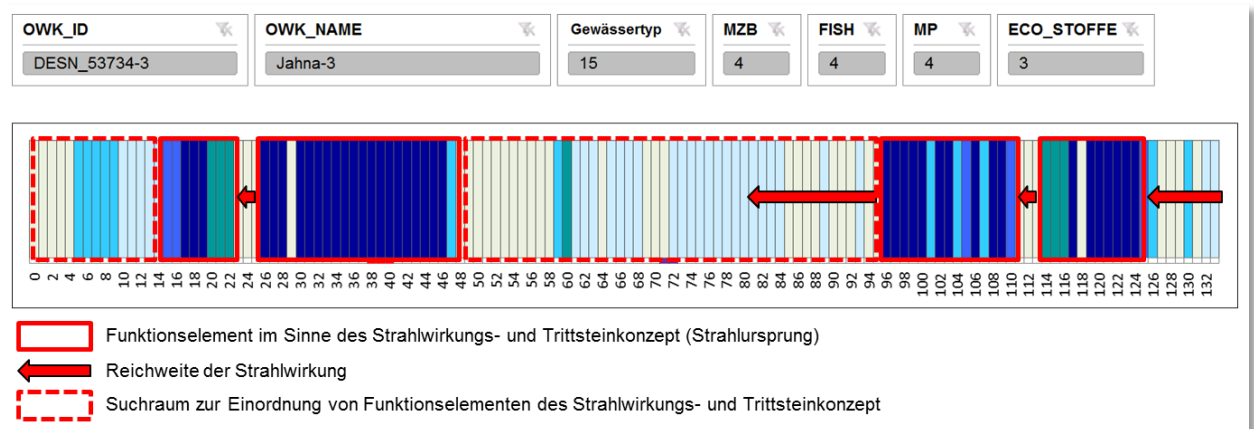 OWK_ID OWK_NAME Gewässertyp MZB FISH MP ECO_STOFFE
DESN_53734-3 Jahna-3 15 4 4 4 3
0 2 4 6 8 10 12 14 16 18 20 22 24 26 28 30 32 34 36 38 40 42 44 46 48 50 52 54 56 58 60 62 64 66 68 70 72 74 76 78 80 82 84 86 88 90 92 94 96 98 100 102 104 106 108 110 112 114 116 118 120 122 124 126 128 130 132
Funktionselement im Sinne des Strahlwirkungs- und Trittsteinkonzept (Strahlursprung)
Reichweite der Strahlwirkung
Suchraum zur Einordnung von Funktionselementen des Strahlwirkungs- und Trittsteinkonzept